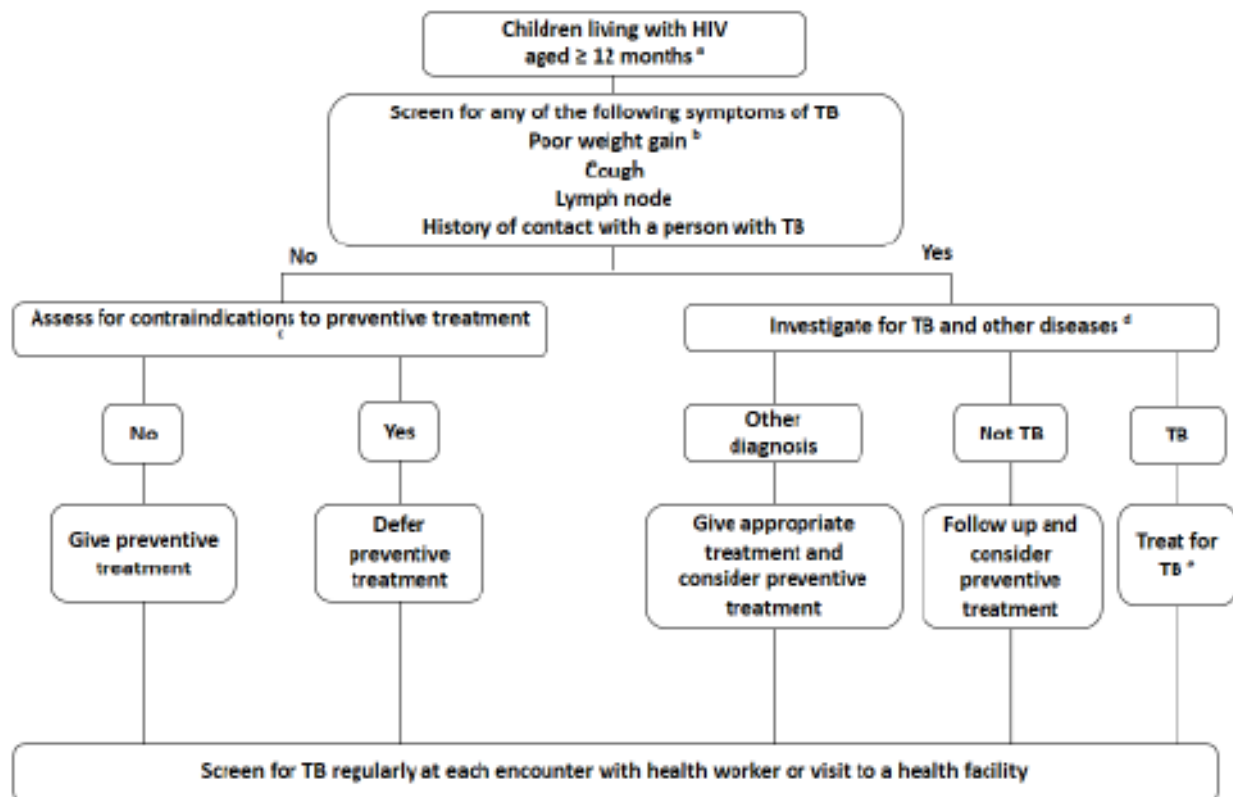 Children living with HIV
aged ≥ 12 months ª
Screen for any of the following symptoms of TB
Poor weight gain ᵇ
Cough
Lymph node
History of contact with a person with TB
No
Yes
Assess for contraindications to preventive treatment
ᶜ
Investigate for TB and other diseases ᵈ
No
Yes
Other
diagnosis
Not TB
TB
Give preventive
treatment
Defer
preventive
treatment
Give appropriate
treatment and
consider preventive
treatment
Follow up and
consider
preventive
treatment
Treat for
TB ᵉ
Screen for TB regularly at each encounter with health worker or visit to a health facility